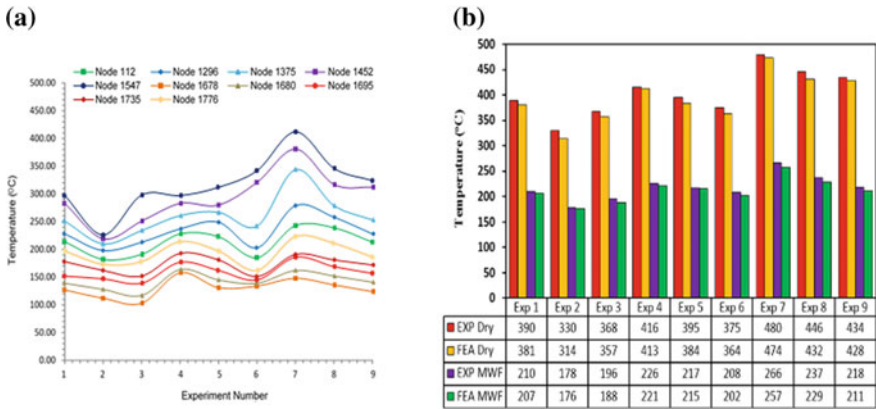 (a)
Node 112 Node 1296 Node 1375 Node 1452
Node 1547 Node 1678 Node 1680 Node 1695
Node 1735 Node 1776
Temperature (°C)
500.00
450.00
400.00
350.00
300.00
250.00
200.00
150.00
100.00
50.00
0.00
1 2 3 4 5 6 7 8 9
Experiment Number
(b)
Temperature (°C)
500
450
400
350
300
250
200
150
100
50
0
Exp 1 Exp 2 Exp 3 Exp 4 Exp 5 Exp 6 Exp 7 Exp 8 Exp 9
EXP Dry 390 330 368 416 395 375 480 446 434
FEA Dry 381 314 357 413 384 364 474 432 428
EXP MWF 210 178 196 226 217 208 266 237 218
FEA MWF 207 176 188 221 215 202 257 229 211